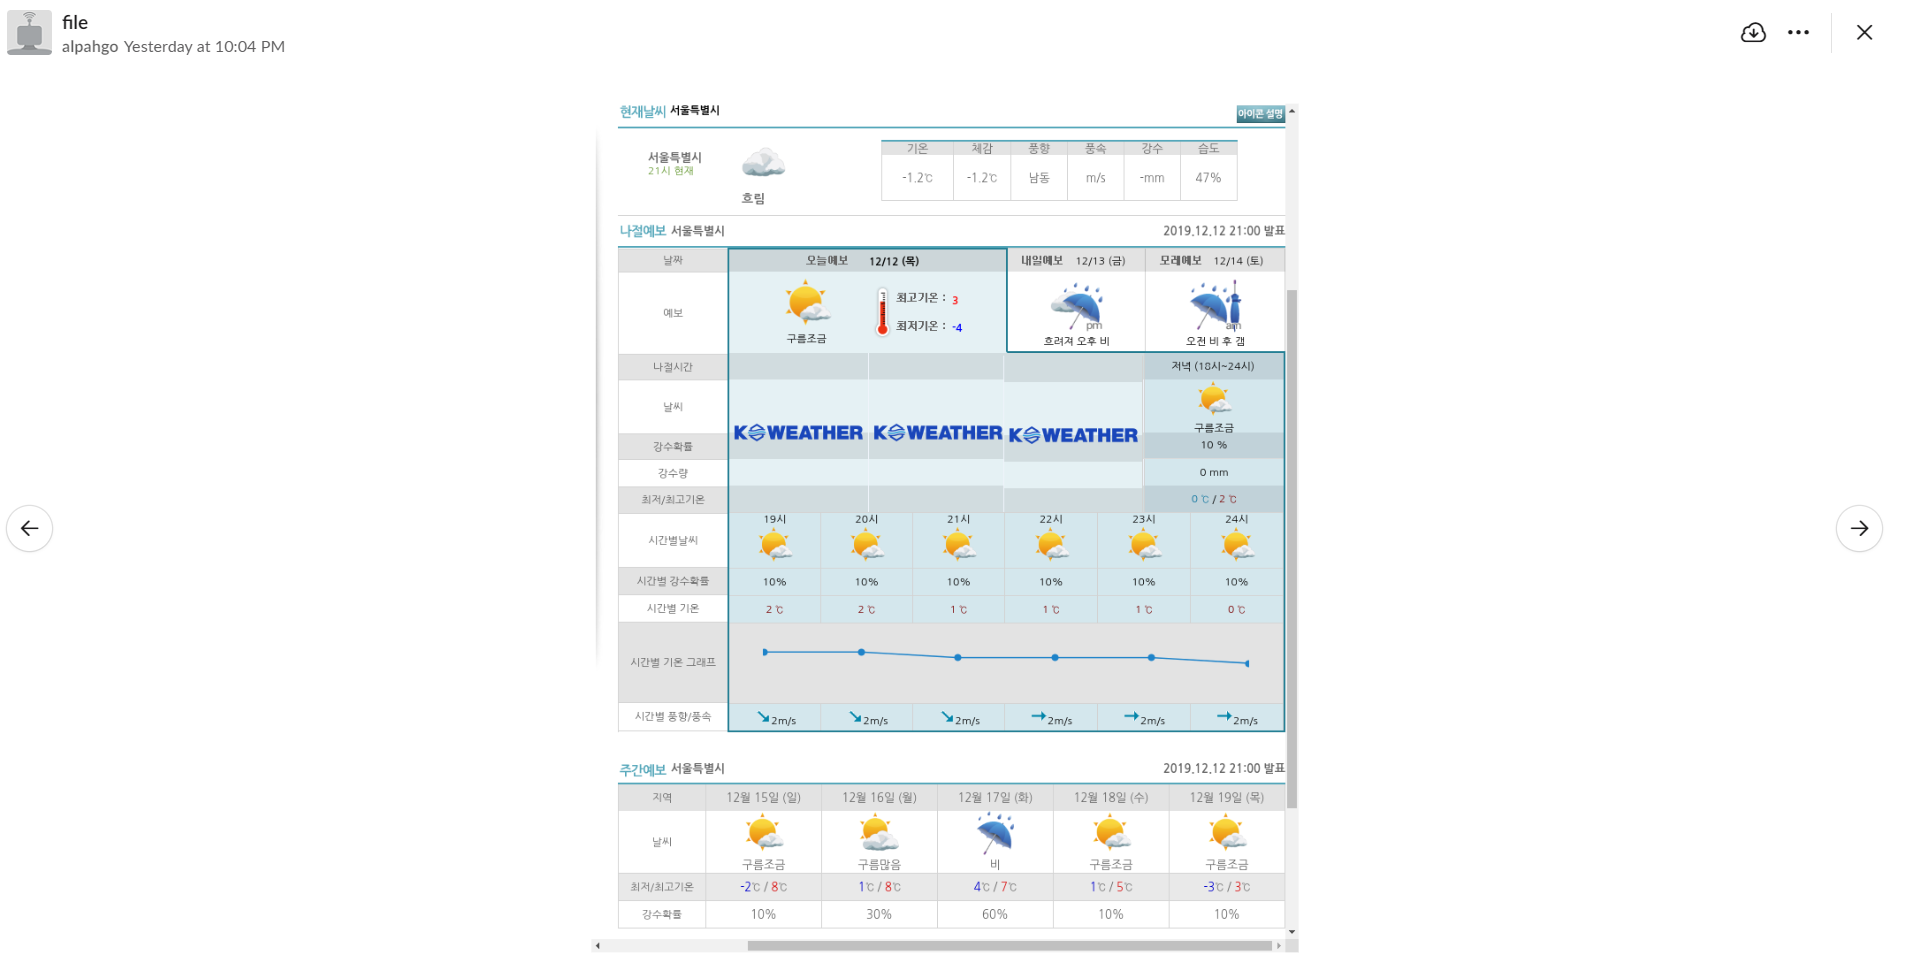 file
alpahgo Yesterday at 10:04 PM
현재날씨 서울특별시 아이콘 설명
서울특별시
21시 현재
흐림
기온 체감 풍향 풍속 강수 습도
-1.2℃ -1.2℃ 남동 m/s -mm 47%
나절예보 서울특별시 2019.12.12 21:00 발표
날짜 오늘예보 12/12 (목) 내일예보 12/13 (금) 모레예보 12/14 (토)
예보
최고기온 : 3
최저기온 : -4
구름조금
pm
흐려져 오후 비
am
오전 비 후 갬
나절시간 저녁 (18시~24시)
날씨
구름조금
KOWEATHER KOWEATHER KOWEATHER
강수확률 10 %
강수량 0 mm
최저/최고기온 0 ℃ / 2 ℃
19시 20시 21시 22시 23시 24시
시간별날씨
시간별 강수확률 10% 10% 10% 10% 10% 10%
시간별 기온 2 ℃ 2 ℃ 1 ℃ 1 ℃ 1 ℃ 0 ℃
시간별 기온 그래프
시간별 풍향/풍속 2m/s 2m/s 2m/s 2m/s 2m/s 2m/s
주간예보 서울특별시 2019.12.12 21:00 발표
지역 12월 15일 (일) 12월 16일 (월) 12월 17일 (화) 12월 18일 (수) 12월 19일 (목)
날씨
구름조금 구름많음 비 구름조금 구름조금
최저/최고기온 -2℃ / 8℃ 1℃ / 8℃ 4℃ / 7℃ 1℃ / 5℃ -3℃ / 3℃
강수확률 10% 30% 60% 10% 10%